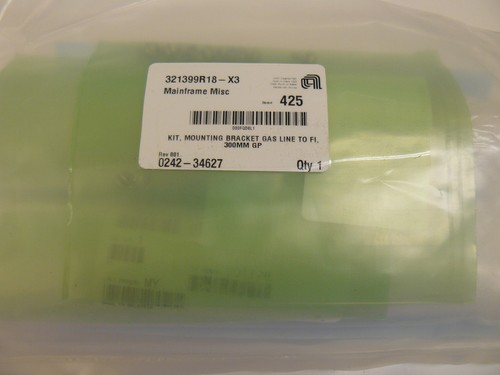 321399R18-X3
Mainframe Misc
425
KIT, MOUNTING BRACKET GAS LINE TO FI,
300MM GP
Rev 001
0242-34627 Qty 1